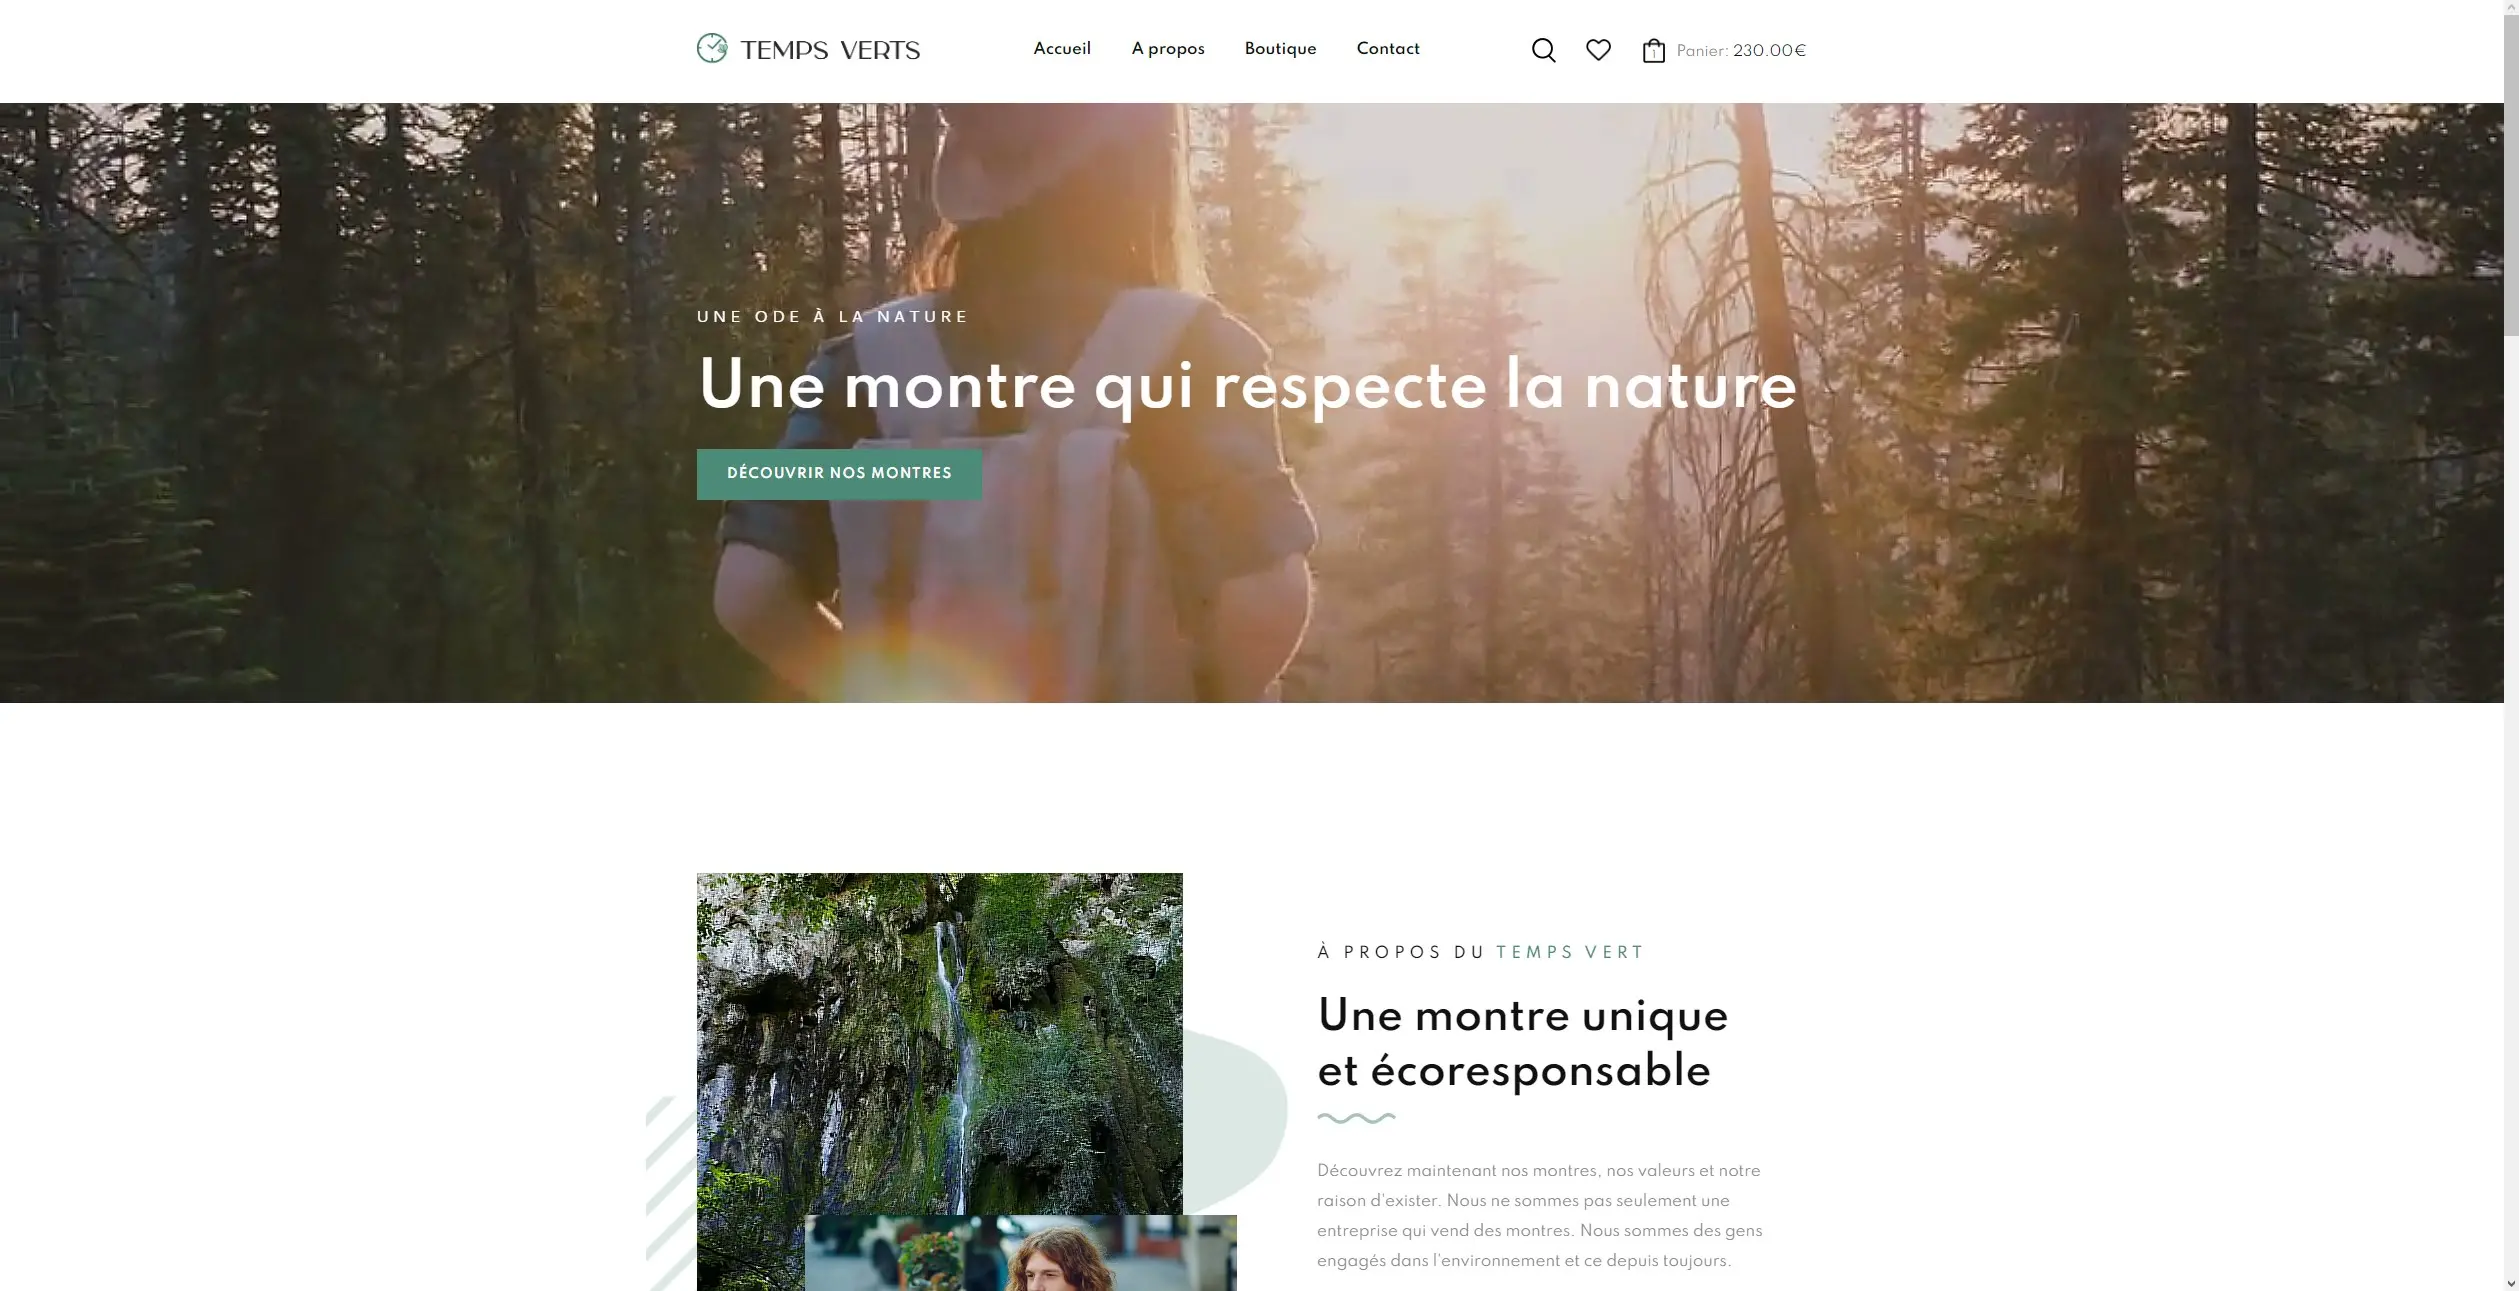 TEMPS VERTS
Accueil
A propos
Boutique
Contact
1
Panier: 230.00€
UNE ODE À LA NATURE
Une montre qui respecte la nature
DÉCOUVRIR NOS MONTRES
À PROPOS DU TEMPS VERT
Une montre unique
et écoresponsable
Découvrez maintenant nos montres, nos valeurs et notre
raison d'exister. Nous ne sommes pas seulement une
entreprise qui vend des montres. Nous sommes des gens
engagés dans l'environnement et ce depuis toujours.